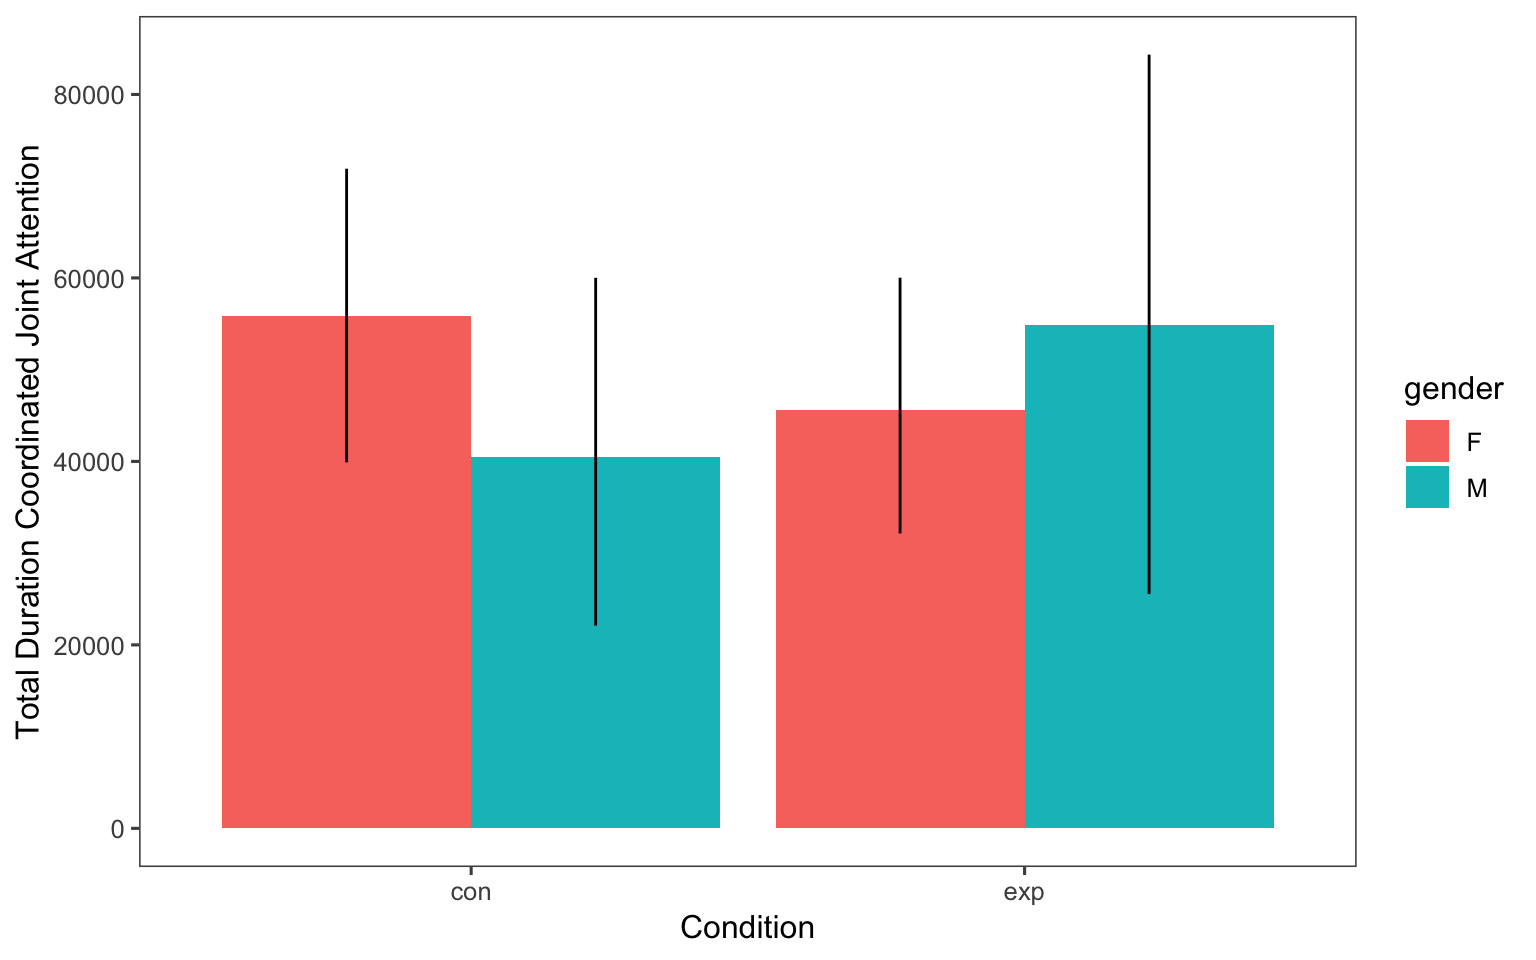 Total Duration Coordinated Joint Attention
80000
60000
40000
20000
0
con
exp
Condition
gender
F
M